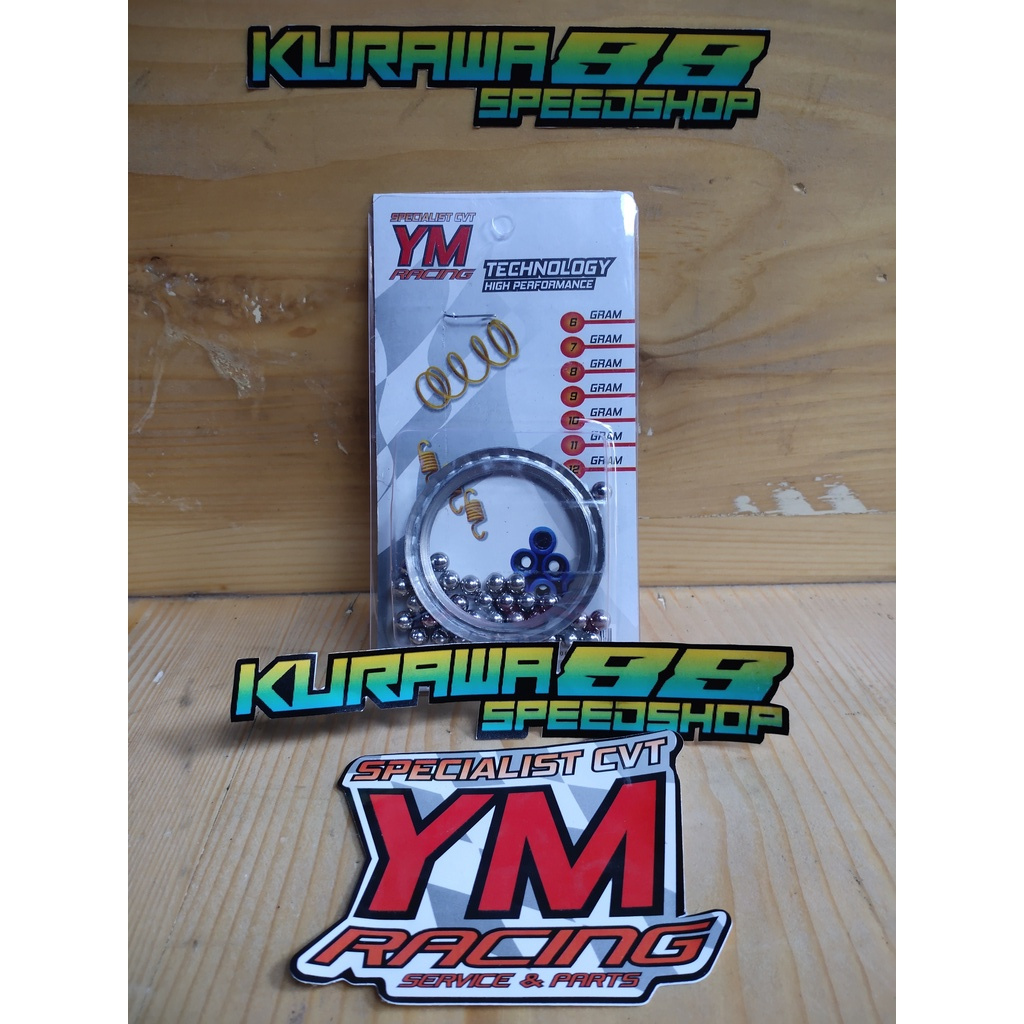 KURAWA88
SPEEDSHOP
SPECIALIST CVT
YM
RACING
TECHNOLOGY
HIGH PERFORMANCE
6 GRAM
7 GRAM
8 GRAM
9 GRAM
10 GRAM
11 GRAM
12 GRAM
KURAWA88
SPEEDSHOP
SPECIALIST CVT
YM
RACING
SERVICE & PARTS